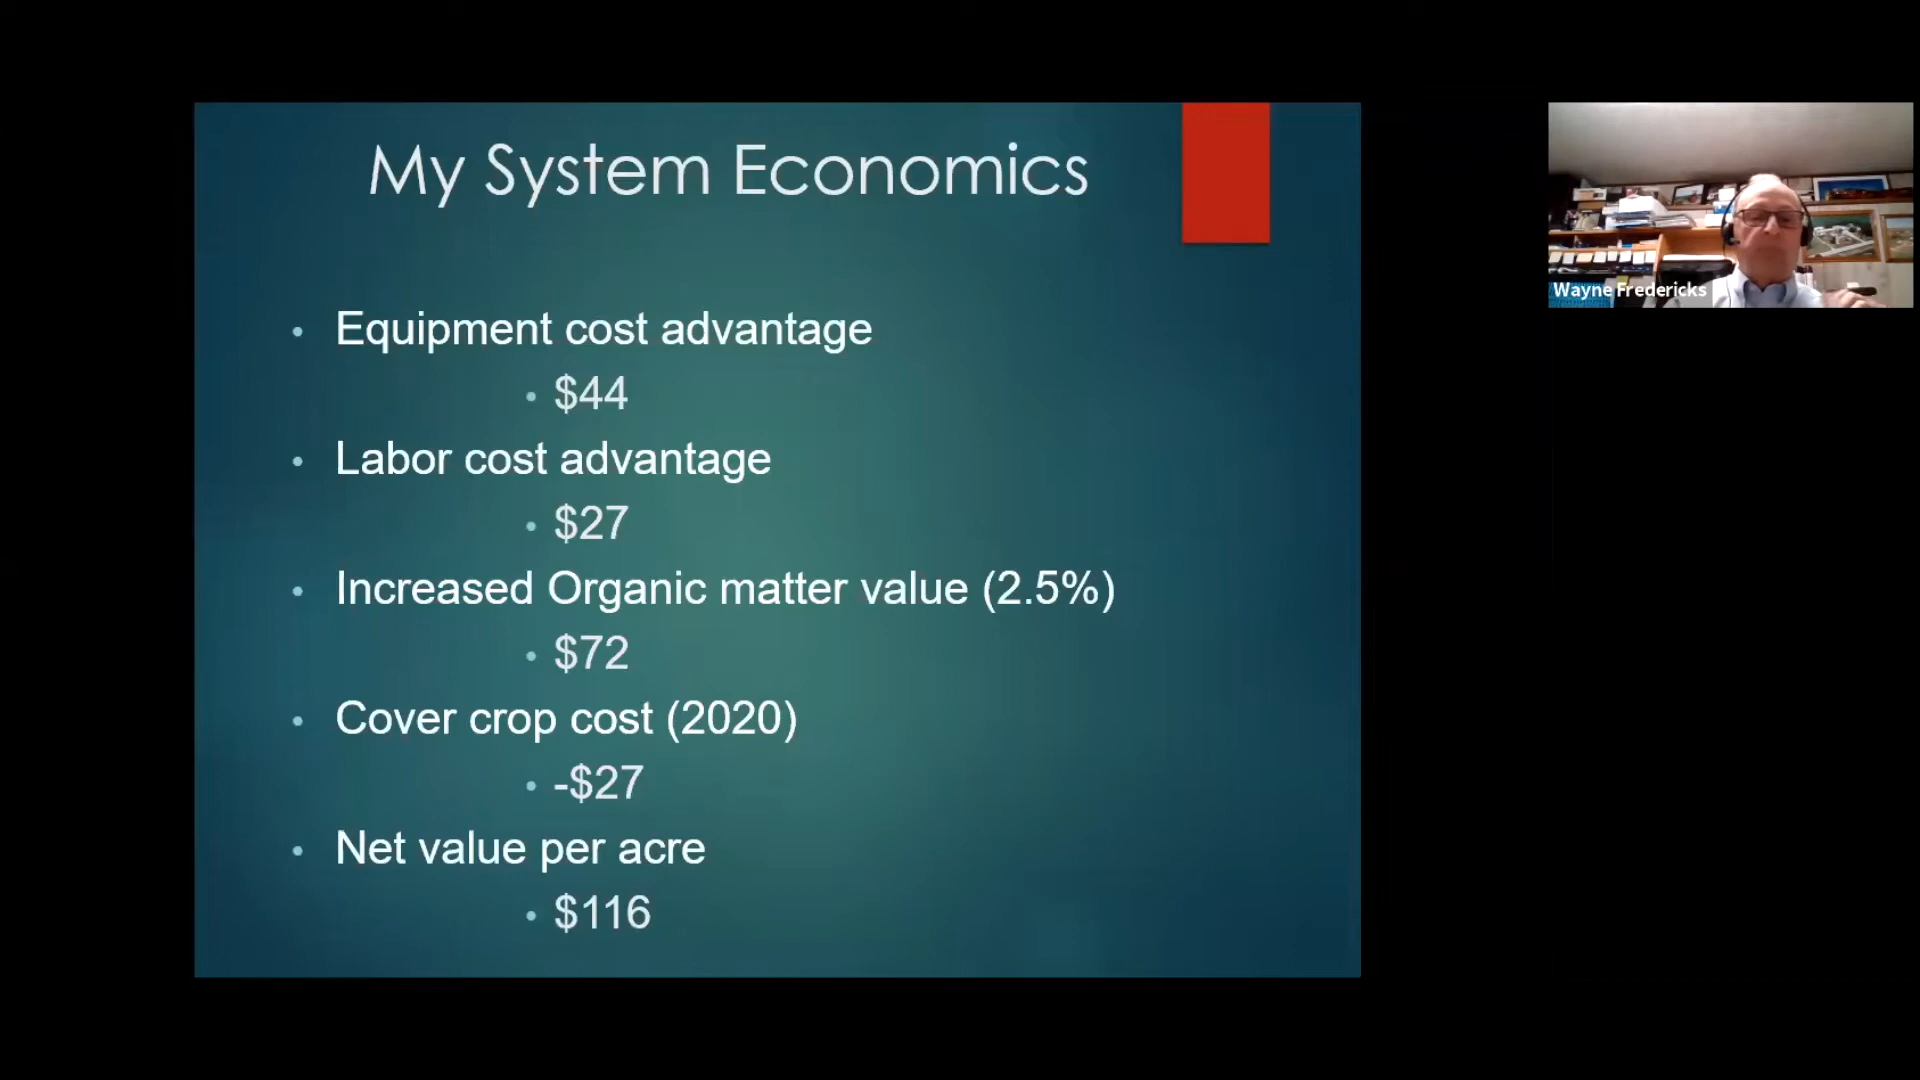 My System Economics
• Equipment cost advantage
• $44
• Labor cost advantage
• $27
• Increased Organic matter value (2.5%)
• $72
• Cover crop cost (2020)
• -$27
• Net value per acre
• $116
Wayne Fredericks